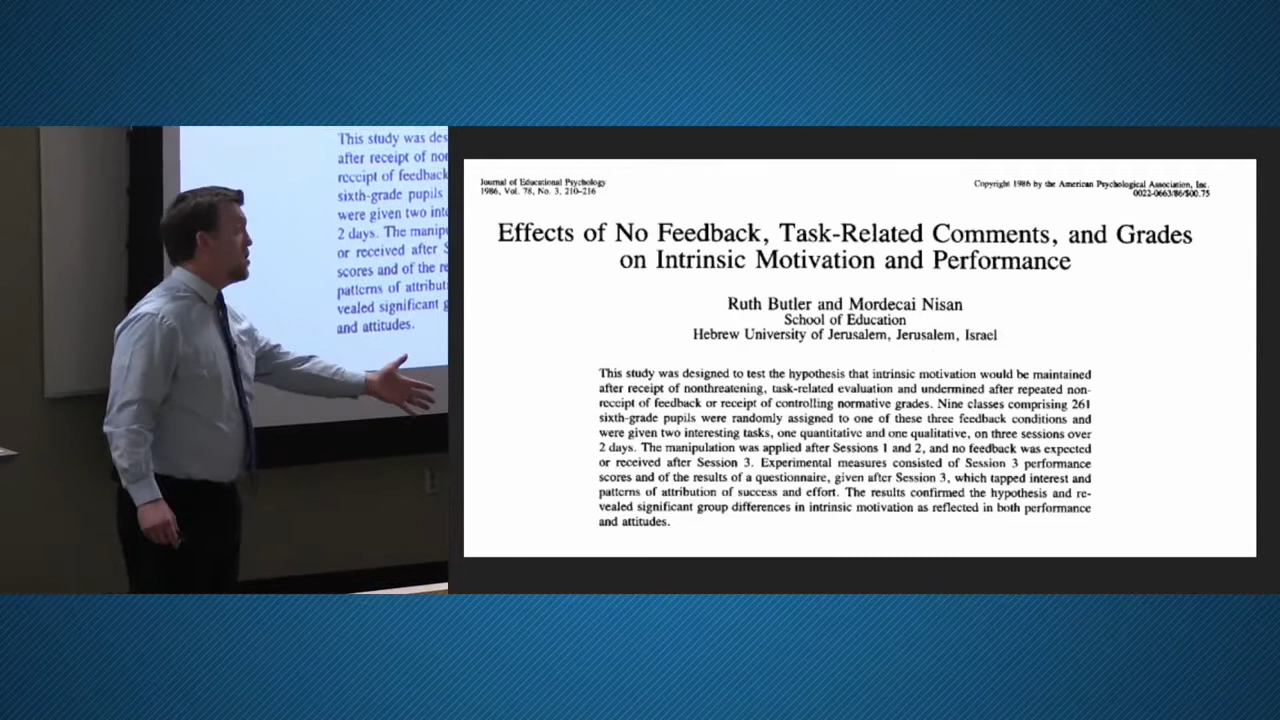 This study was des
after receipt of non
receipt of feedback
sixth-grade pupils
were given two inte
2 days. The manipu
or received after S
scores and of the re
patterns of attribut
vealed significant g
and attitudes.
Journal of Educational Psychology
1986, Vol. 78, No. 3, 210-216
Copyright 1986 by the American Psychological Association, Inc.
0022-0663/86/$00.75
Effects of No Feedback, Task-Related Comments, and Grades
on Intrinsic Motivation and Performance
Ruth Butler and Mordecai Nisan
School of Education
Hebrew University of Jerusalem, Jerusalem, Israel
This study was designed to test the hypothesis that intrinsic motivation would be maintained
after receipt of nonthreatening, task-related evaluation and undermined after repeated non-
receipt of feedback or receipt of controlling normative grades. Nine classes comprising 261
sixth-grade pupils were randomly assigned to one of these three feedback conditions and
were given two interesting tasks, one quantitative and one qualitative, on three sessions over
2 days. The manipulation was applied after Sessions 1 and 2, and no feedback was expected
or received after Session 3. Experimental measures consisted of Session 3 performance
scores and of the results of a questionnaire, given after Session 3, which tapped interest and
patterns of attribution of success and effort. The results confirmed the hypothesis and re-
vealed significant group differences in intrinsic motivation as reflected in both performance
and attitudes.